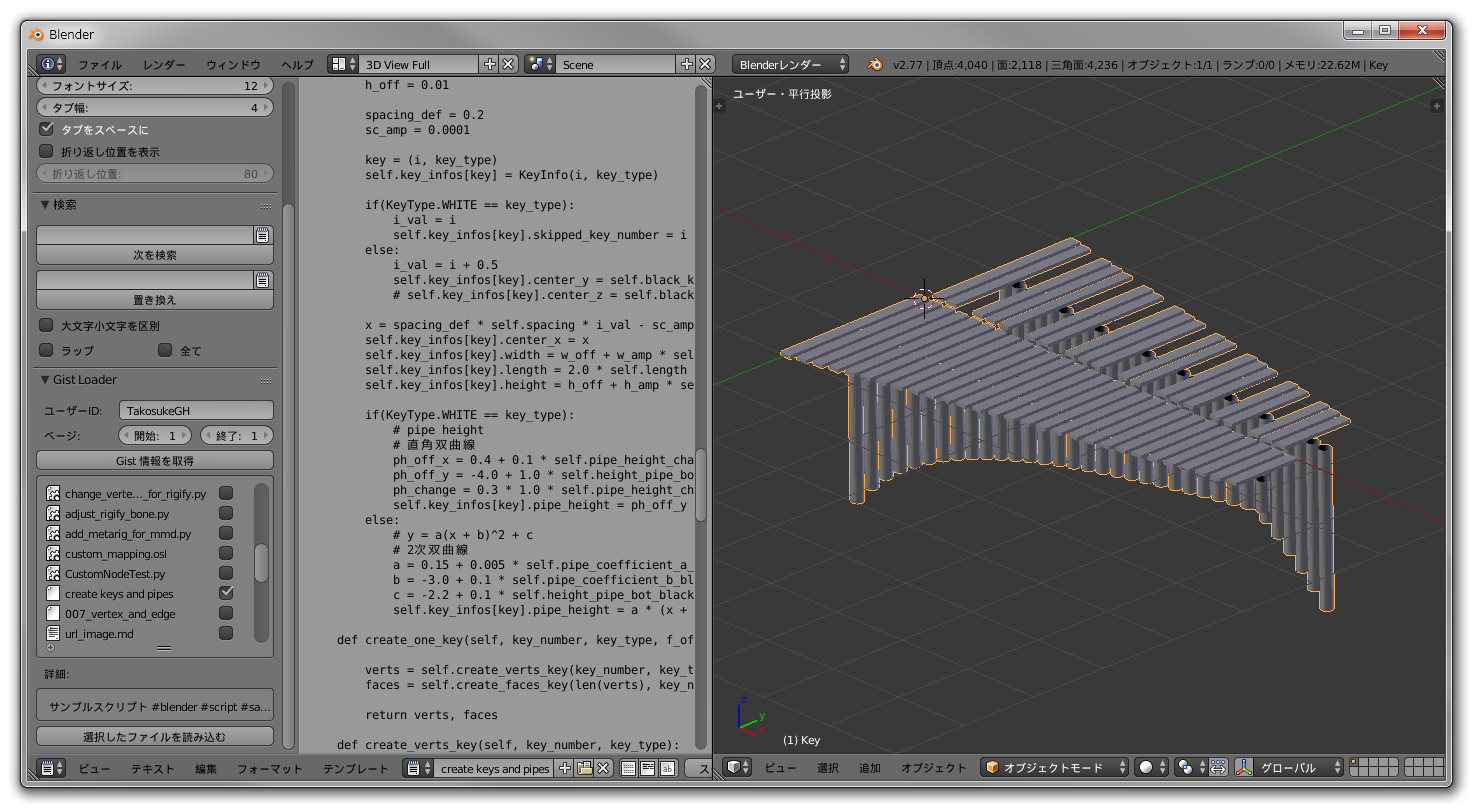 Blender
ファイル レンダー ウィンドウ ヘルプ 3D View Full Scene Blenderレンダー v2.77 | 頂点:4,040 | 面:2,118 | 三角面:4,236 | オブジェクト:1/1 | ランプ:0/0 | メモリ:22.62M | Key
フォントサイズ: 12
タブ幅: 4
タブをスペースに
折り返し位置を表示
折り返し位置: 80
検索
次を検索
置き換え
大文字小文字を区別
ラップ 全て
Gist Loader
ユーザーID: TakosukeGH
ページ: 開始: 1 終了: 1
Gist 情報を取得
change_verte..._for_rigify.py
adjust_rigify_bone.py
add_metarig_for_mmd.py
custom_mapping.osl
CustomNodeTest.py
create keys and pipes
007_vertex_and_edge
url_image.md
詳細:
サンプルスクリプト #blender #script #sa...
選択したファイルを読み込む
h_off = 0.01
spacing_def = 0.2
sc_amp = 0.0001
key = (i, key_type)
self.key_infos[key] = KeyInfo(i, key_type)
if(KeyType.WHITE == key_type):
i_val = i
self.key_infos[key].skipped_key_number = i
else:
i_val = i + 0.5
self.key_infos[key].center_y = self.black_k
# self.key_infos[key].center_z = self.black
x = spacing_def * self.spacing * i_val - sc_amp
self.key_infos[key].center_x = x
self.key_infos[key].width = w_off + w_amp * sel
self.key_infos[key].length = 2.0 * self.length
self.key_infos[key].height = h_off + h_amp * se
if(KeyType.WHITE == key_type):
# pipe height
# 直角双曲線
ph_off_x = 0.4 + 0.1 * self.pipe_height_cha
ph_off_y = -4.0 + 1.0 * self.height_pipe_bo
ph_change = 0.3 * 1.0 * self.pipe_height_ch
self.key_infos[key].pipe_height = ph_off_y
else:
# y = a(x + b)^2 + c
# 2次双曲線
a = 0.15 + 0.005 * self.pipe_coefficient_a_
b = -3.0 + 0.1 * self.pipe_coefficient_b_bl
c = -2.2 + 0.1 * self.height_pipe_bot_black
self.key_infos[key].pipe_height = a * (x +
def create_one_key(self, key_number, key_type, f_of
verts = self.create_verts_key(key_number, key_t
faces = self.create_faces_key(len(verts), key_n
return verts, faces
def create_verts_key(self, key_number, key_type):
ユーザー・平行投影
z
y
x
(1) Key
ビュー テキスト 編集 フォーマット テンプレート create keys and pipes ス
ビュー 選択 追加 オブジェクト オブジェクトモード グローバル